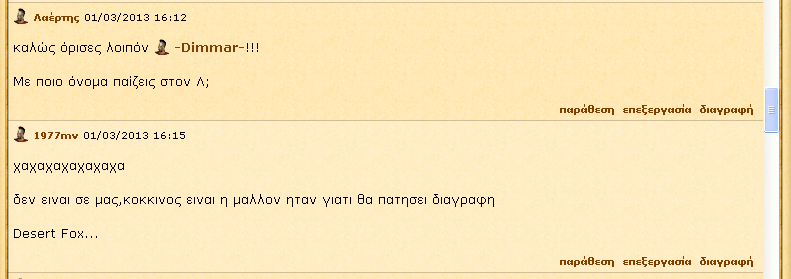 Λαέρτης 01/03/2013 16:12
καλώς όρισες λοιπόν -Dimmar-!!!
Με ποιο όνομα παίζεις στον Λ;
παράθεση επεξεργασία διαγραφή
1977mv 01/03/2013 16:15
χαχαχαχαχαχαχα
δεν ειναι σε μας,κοκκινος ειναι η μαλλον ηταν γιατι θα πατησει διαγραφη
Desert Fox...
παράθεση επεξεργασία διαγραφή